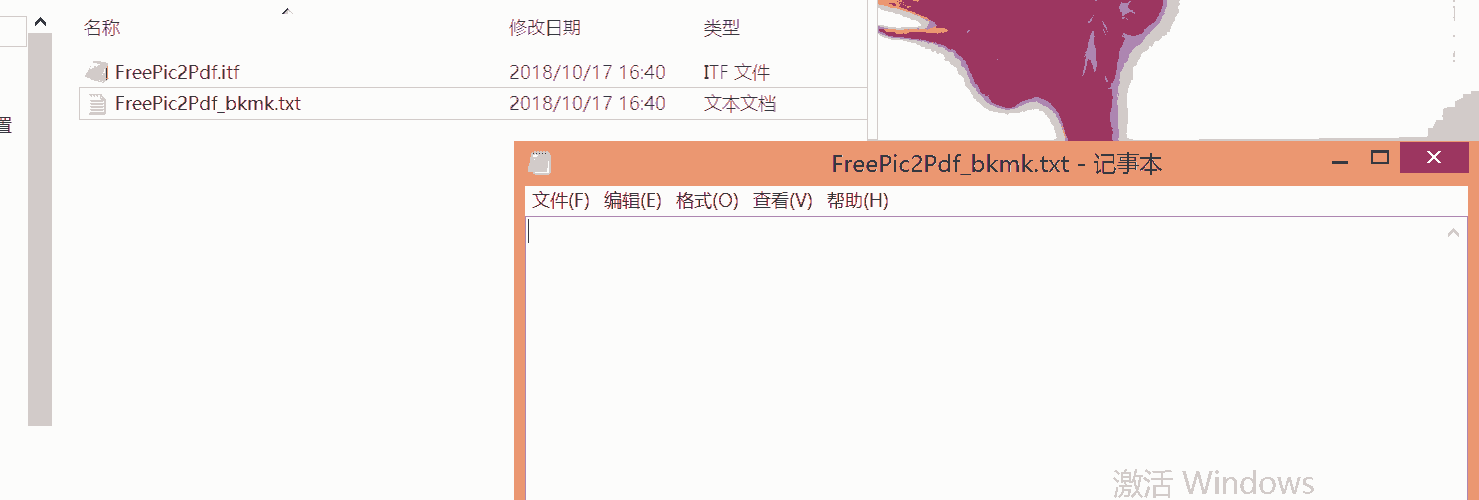 名称 修改日期 类型
FreePic2Pdf.itf 2018/10/17 16:40 ITF 文件
FreePic2Pdf_bkmk.txt 2018/10/17 16:40 文本文档
置
FreePic2Pdf_bkmk.txt - 记事本
文件(F) 编辑(E) 格式(O) 查看(V) 帮助(H)
激活 Windows